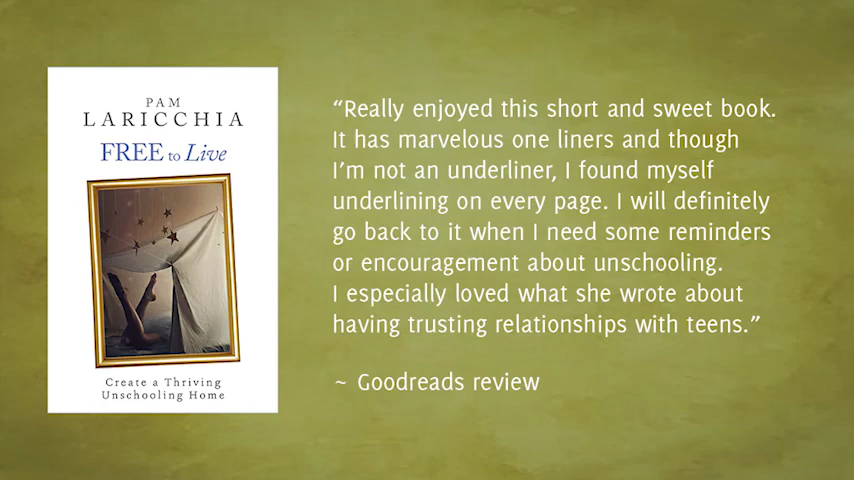 PAM
LARICCHIA
FREE to Live
Create a Thriving
Unschooling Home
“Really enjoyed this short and sweet book.
It has marvelous one liners and though
I’m not an underliner, I found myself
underlining on every page. I will definitely
go back to it when I need some reminders
or encouragement about unschooling.
I especially loved what she wrote about
having trusting relationships with teens.”
~ Goodreads review